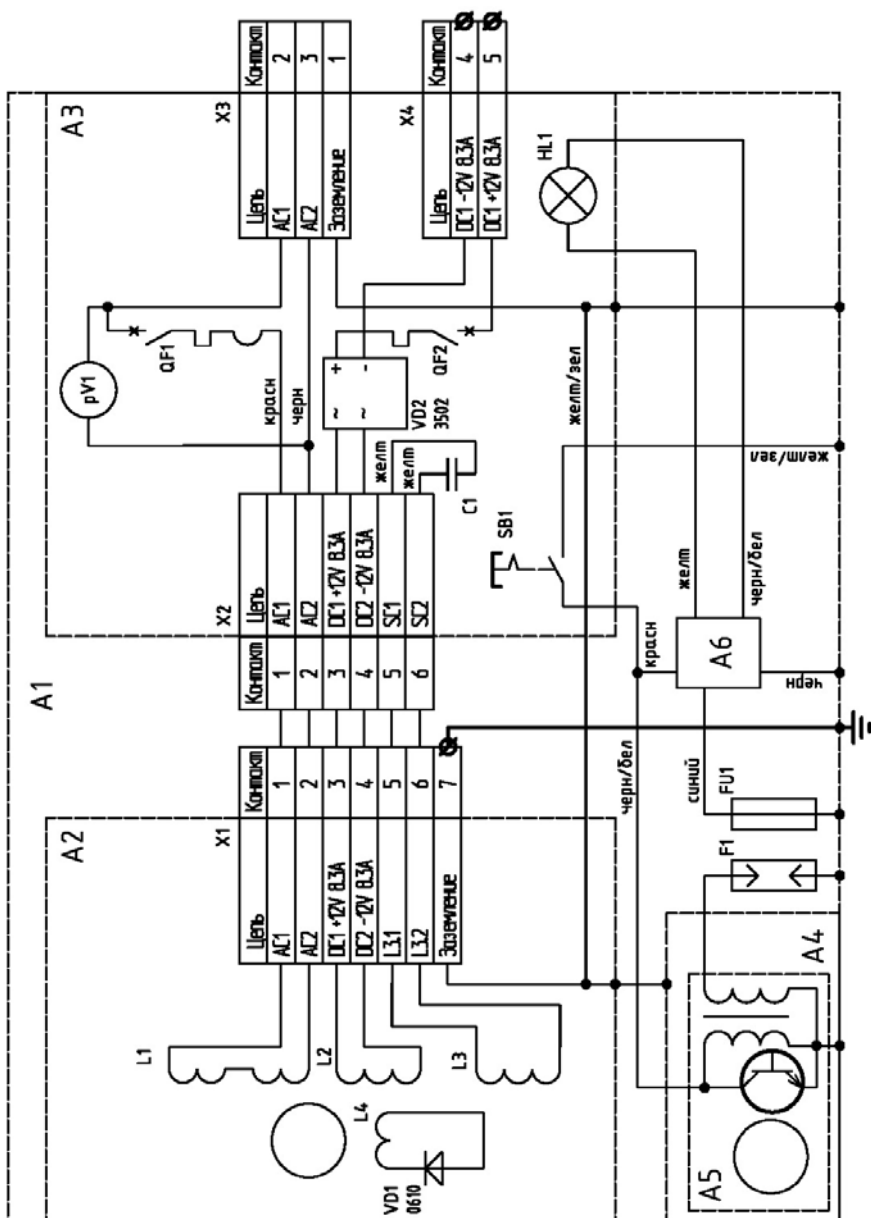 A1
A2
A3
X1
Цепь Контакт
AC1 1
AC2 2
DC1 +12V 8.3A 3
DC2 -12V 8.3A 4
L3.1 5
L3.2 6
Заземление 7
X2
Контакт Цепь
1 AC1
2 AC2
3 DC1 +12V 8.3A
4 DC2 -12V 8.3A
5 SC1
6 SC2
X3
Цепь Контакт
AC1 2
AC2 3
Заземление 1
X4
Цепь Контакт
DC1 -12V 8.3A 4
DC1 +12V 8.3A 5
pV1
QF1
красн
черн
+
-
~
~
VD2
3502
QF2
желт
желт
C1
L1
L2
L3
L4
VD1
0610
SB1
HL1
желт/зел
желт/зел
желт
черн/бел
красн
A6
черн
черн/бел
синий
FU1
F1
A4
A5